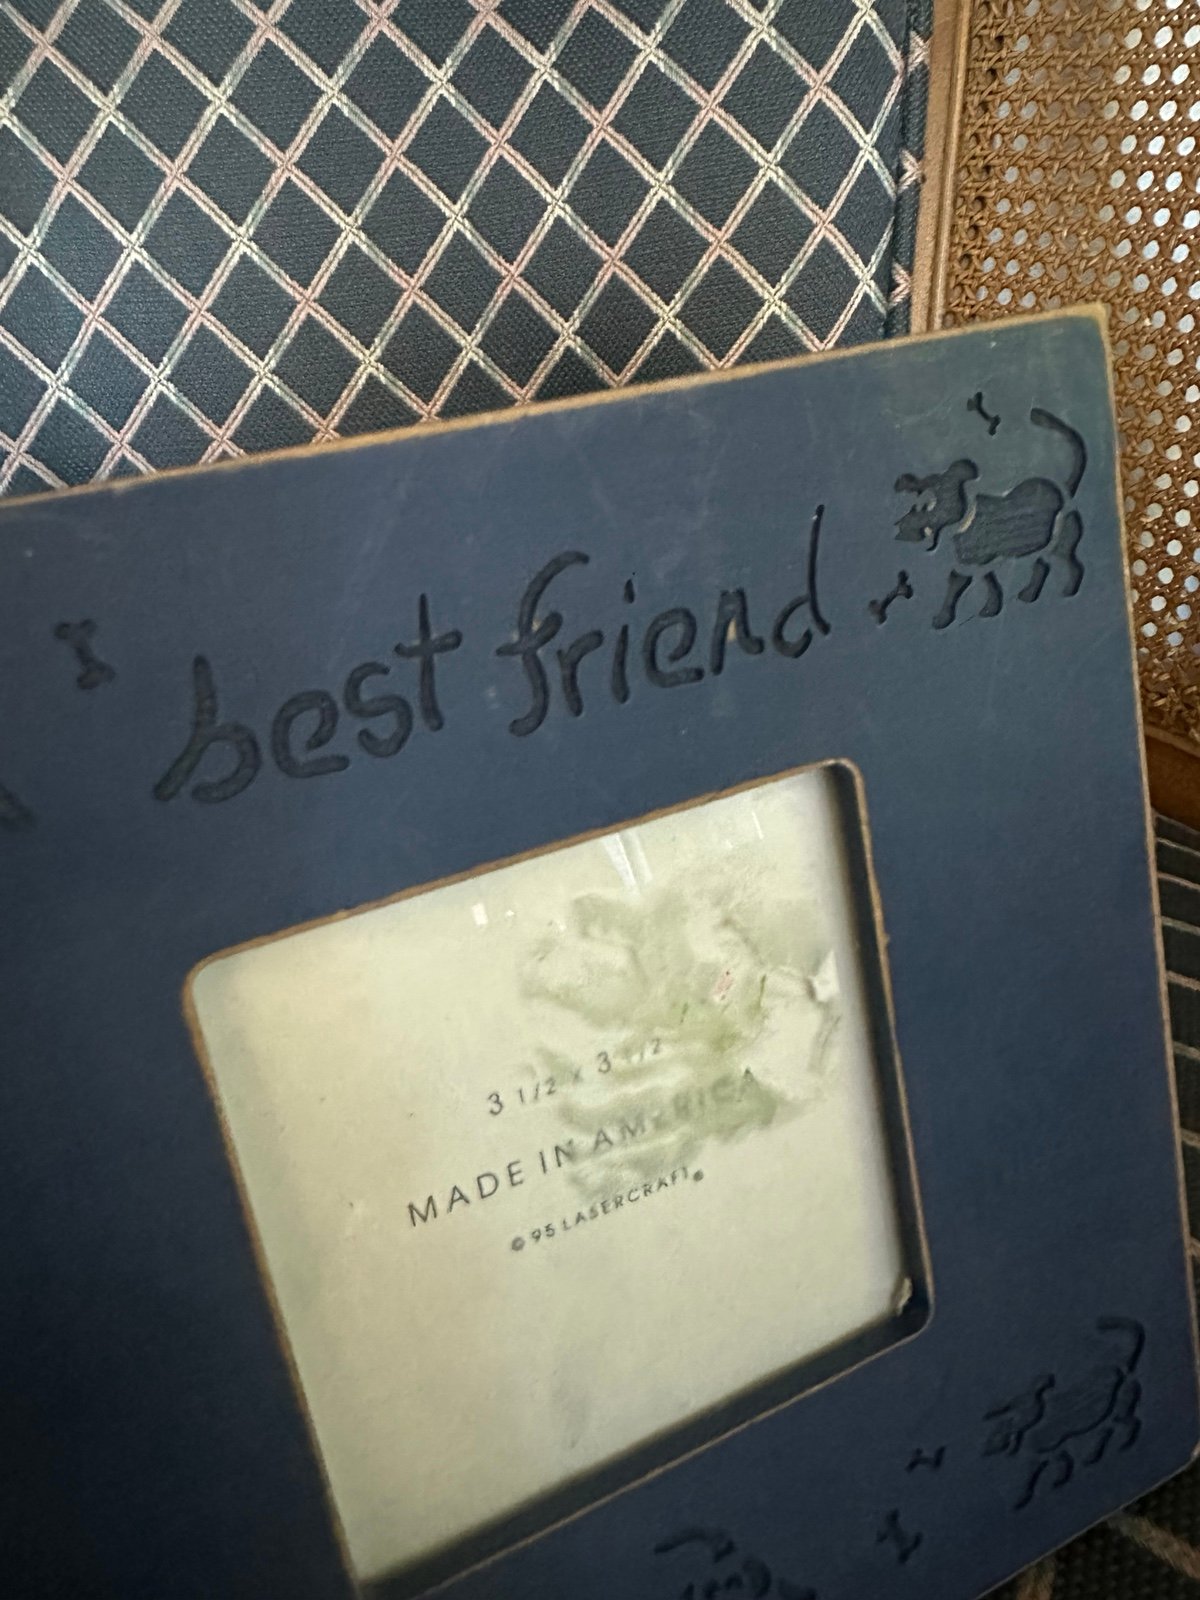 best friend
3 1/2 x 3 1/2
MADE IN AMERICA
© 95 LASERCRAFT®